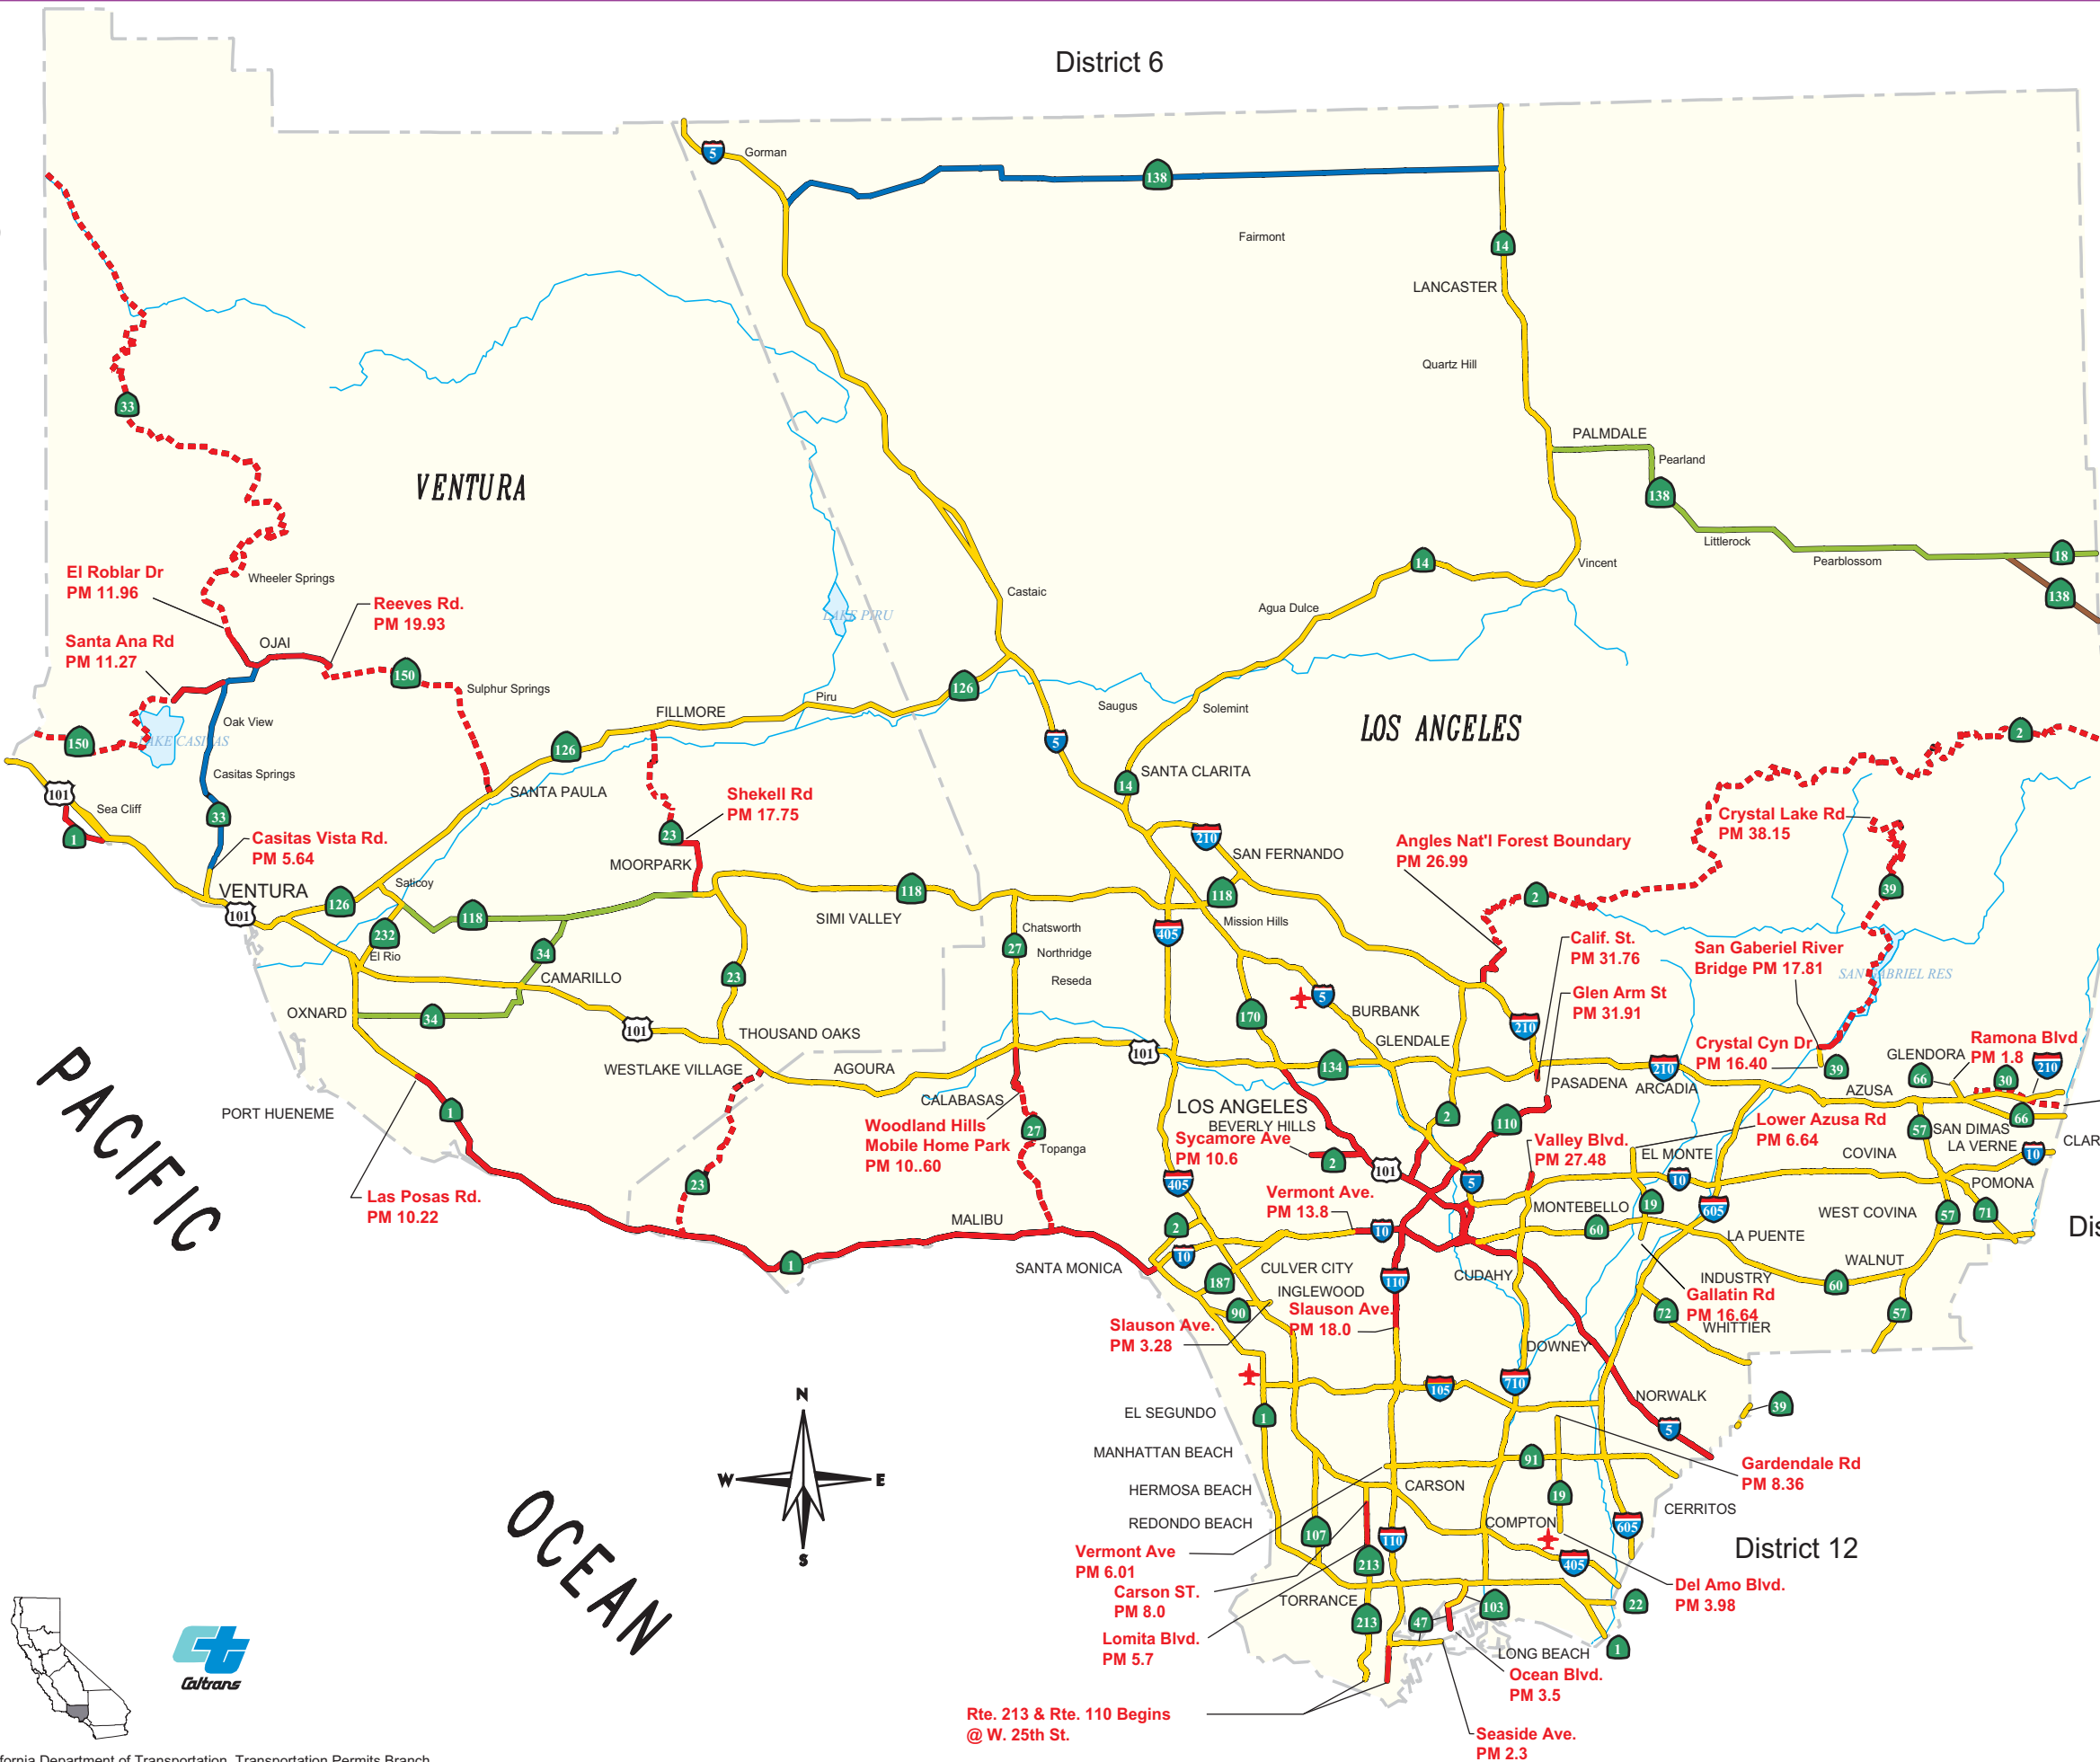 District 6
5
Gorman
138
Fairmont
14
LANCASTER
Quartz Hill
PALMDALE
Pearland
138
33
VENTURA
Littlerock
Pearblossom
18
138
14
Vincent
Wheeler Springs
El Roblar Dr
PM 11.96
Reeves Rd.
PM 19.93
Castaic
Agua Dulce
LAKE PIRU
Santa Ana Rd
PM 11.27
OJAI
150
Sulphur Springs
126
Piru
Saugus
Solemint
FILLMORE
Oak View
150
LAKE CASITAS
126
5
LOS ANGELES
2
Casitas Springs
SANTA CLARITA
14
101
Sea Cliff
SANTA PAULA
Shekell Rd
PM 17.75
33
1
23
Crystal Lake Rd
PM 38.15
Casitas Vista Rd.
PM 5.64
210
SAN FERNANDO
Angles Nat'l Forest Boundary
PM 26.99
MOORPARK
Saticoy
VENTURA
126
101
118
118
SIMI VALLEY
118
Mission Hills
2
39
232
El Rio
34
405
Chatsworth
27
Northridge
Reseda
Calif. St.
PM 31.76
San Gaberiel River
Bridge PM 17.81
SAN GABRIEL RES
CAMARILLO
23
5
BURBANK
Glen Arm St
PM 31.91
OXNARD
34
101
THOUSAND OAKS
170
210
GLENDALE
Crystal Cyn Dr
PM 16.40
39
GLENDORA
Ramona Blvd
PM 1.8
210
66
30
WESTLAKE VILLAGE
AGOURA
101
134
PASADENA
210
ARCADIA
AZUSA
66
PORT HUENEME
1
CALABASAS
LOS ANGELES
BEVERLY HILLS
2
110
Lower Azusa Rd
PM 6.64
57
SAN DIMAS
LA VERNE
CLAR
10
Woodland Hills
Mobile Home Park
PM 10..60
27
Topanga
Sycamore Ave
PM 10.6
2
101
Valley Blvd.
PM 27.48
EL MONTE
COVINA
10
POMONA
23
405
5
Las Posas Rd.
PM 10.22
Vermont Ave.
PM 13.8
MONTEBELLO
19
605
WEST COVINA
57
71
MALIBU
2
10
10
60
LA PUENTE
Dis
1
SANTA MONICA
187
CULVER CITY
110
CUDAHY
INDUSTRY
WALNUT
60
INGLEWOOD
90
Slauson Ave.
PM 18.0
Gallatin Rd
PM 16.64
72
WHITTIER
57
Slauson Ave.
PM 3.28
DOWNEY
105
710
NORWALK
PACIFIC
OCEAN
N
W
E
S
EL SEGUNDO
1
39
5
MANHATTAN BEACH
91
Gardendale Rd
PM 8.36
HERMOSA BEACH
CARSON
19
CERRITOS
REDONDO BEACH
107
110
COMPTON
605
District 12
Vermont Ave
PM 6.01
213
405
Carson ST.
PM 8.0
TORRANCE
Del Amo Blvd.
PM 3.98
22
Lomita Blvd.
PM 5.7
213
47
103
LONG BEACH
1
Ocean Blvd.
PM 3.5
Rte. 213 & Rte. 110 Begins
@ W. 25th St.
Seaside Ave.
PM 2.3
Caltrans
fornia Department of Transportation, Transportation Permits Branch